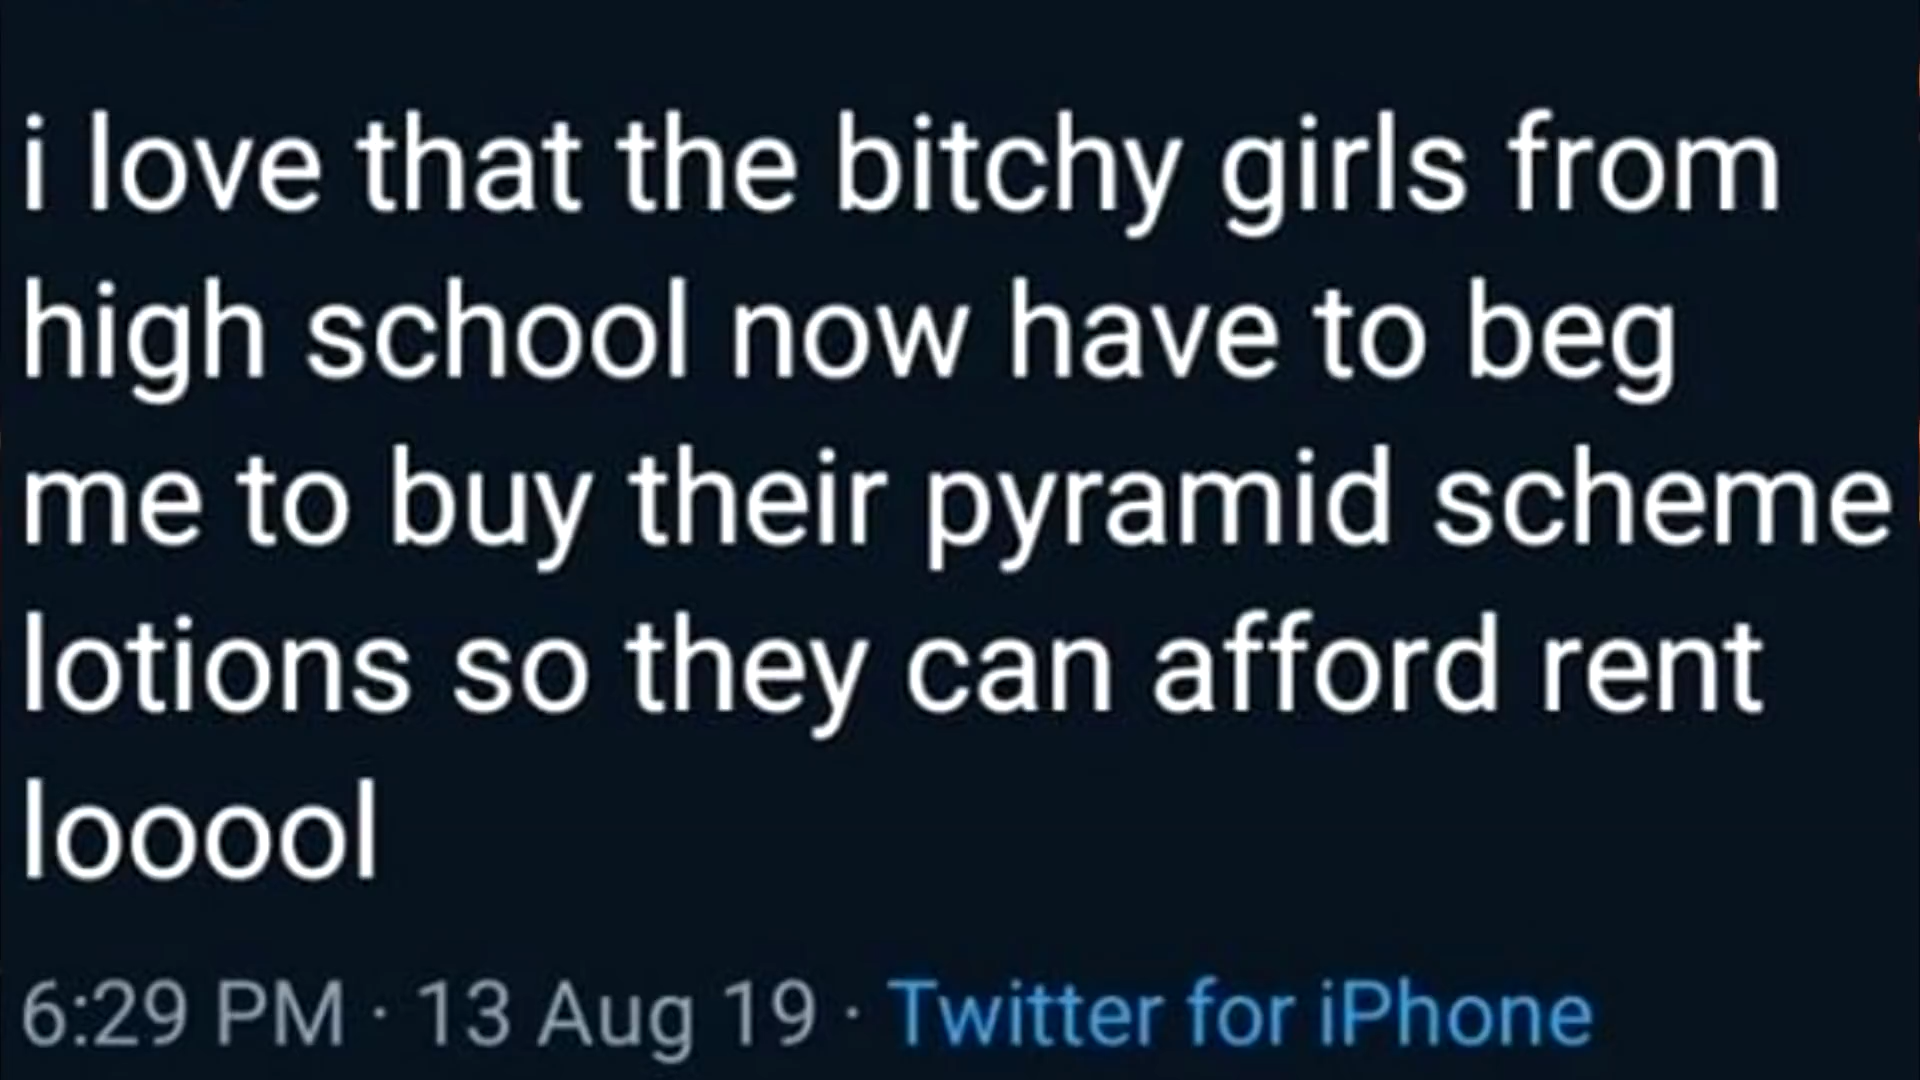 i love that the bitchy girls from
high school now have to beg
me to buy their pyramid scheme
lotions so they can afford rent
looool
6:29 PM · 13 Aug 19 · Twitter for iPhone